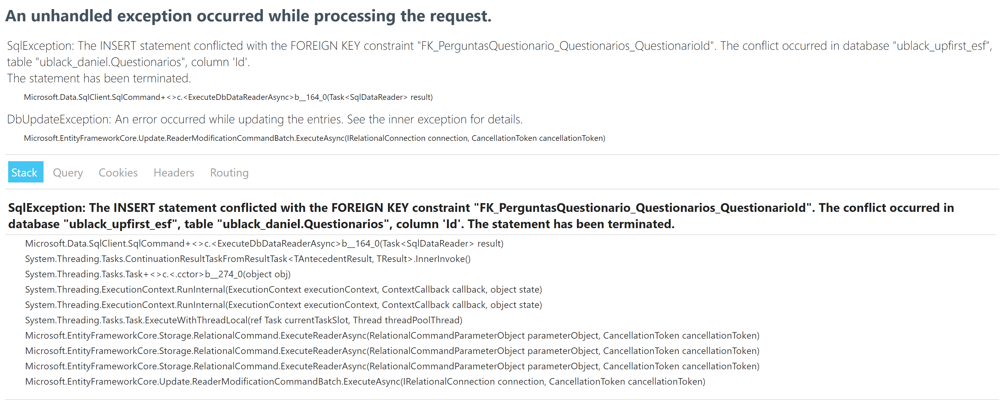 An unhandled exception occurred while processing the request.
SqlException: The INSERT statement conflicted with the FOREIGN KEY constraint "FK_PerguntasQuestionario_Questionarios_QuestionarioId". The conflict occurred in database "ublack_upfirst_esf",
table "ublack_daniel.Questionarios", column 'Id'.
The statement has been terminated.
Microsoft.Data.SqlClient.SqlCommand+<>c.<ExecuteDbDataReaderAsync>b__164_0(Task<SqlDataReader> result)
DbUpdateException: An error occurred while updating the entries. See the inner exception for details.
Microsoft.EntityFrameworkCore.Update.ReaderModificationCommandBatch.ExecuteAsync(IRelationalConnection connection, CancellationToken cancellationToken)
Stack Query Cookies Headers Routing
SqlException: The INSERT statement conflicted with the FOREIGN KEY constraint "FK_PerguntasQuestionario_Questionarios_QuestionarioId". The conflict occurred in
database "ublack_upfirst_esf", table "ublack_daniel.Questionarios", column 'Id'. The statement has been terminated.
Microsoft.Data.SqlClient.SqlCommand+<>c.<ExecuteDbDataReaderAsync>b__164_0(Task<SqlDataReader> result)
System.Threading.Tasks.ContinuationResultTaskFromResultTask<TAntecedentResult, TResult>.InnerInvoke()
System.Threading.Tasks.Task+<>c.<.cctor>b__274_0(object obj)
System.Threading.ExecutionContext.RunInternal(ExecutionContext executionContext, ContextCallback callback, object state)
System.Threading.ExecutionContext.RunInternal(ExecutionContext executionContext, ContextCallback callback, object state)
System.Threading.Tasks.Task.ExecuteWithThreadLocal(ref Task currentTaskSlot, Thread threadPoolThread)
Microsoft.EntityFrameworkCore.Storage.RelationalCommand.ExecuteReaderAsync(RelationalCommandParameterObject parameterObject, CancellationToken cancellationToken)
Microsoft.EntityFrameworkCore.Storage.RelationalCommand.ExecuteReaderAsync(RelationalCommandParameterObject parameterObject, CancellationToken cancellationToken)
Microsoft.EntityFrameworkCore.Storage.RelationalCommand.ExecuteReaderAsync(RelationalCommandParameterObject parameterObject, CancellationToken cancellationToken)
Microsoft.EntityFrameworkCore.Update.ReaderModificationCommandBatch.ExecuteAsync(IRelationalConnection connection, CancellationToken cancellationToken)